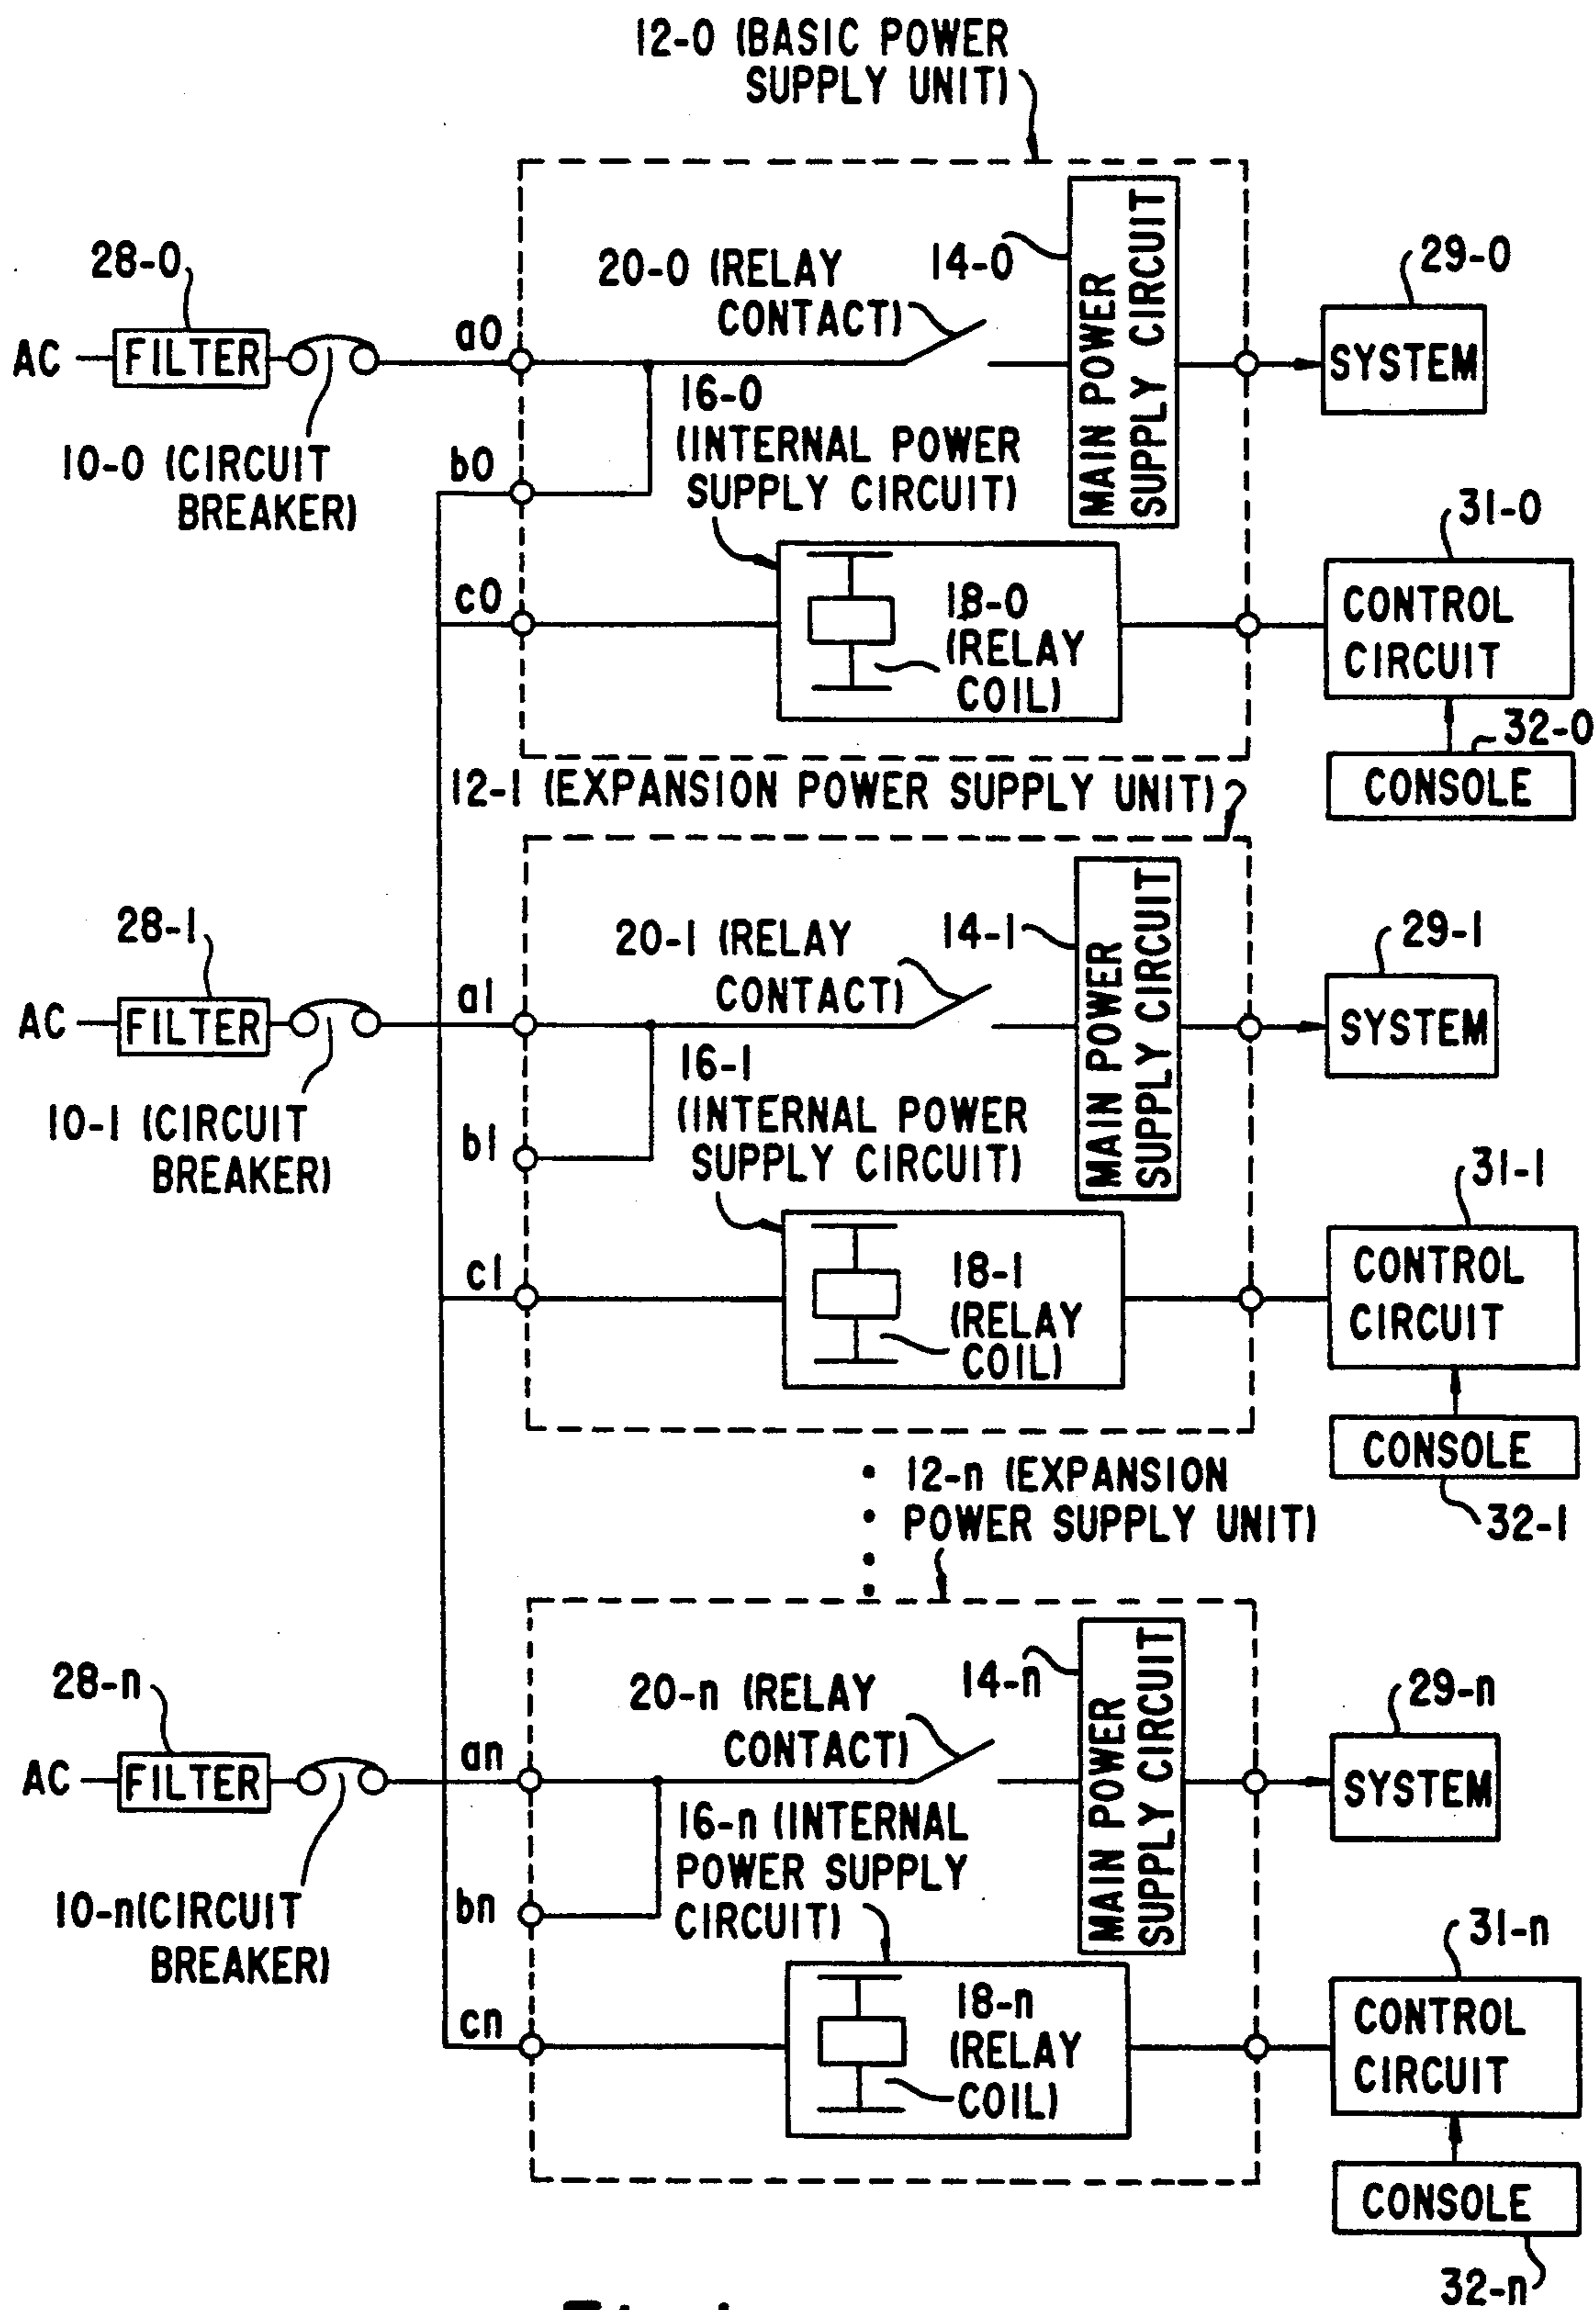 12-0 (BASIC POWER
SUPPLY UNIT)
28-0
AC
FILTER
10-0 (CIRCUIT
BREAKER)
a0
b0
c0
20-0 (RELAY
CONTACT)
14-0
MAIN POWER
SUPPLY CIRCUIT
16-0
(INTERNAL POWER
SUPPLY CIRCUIT)
18-0
(RELAY
COIL)
29-0
SYSTEM
31-0
CONTROL
CIRCUIT
32-0
CONSOLE
12-1 (EXPANSION POWER SUPPLY UNIT)
28-1
AC
FILTER
10-1 (CIRCUIT
BREAKER)
a1
b1
c1
20-1 (RELAY
CONTACT)
14-1
MAIN POWER
SUPPLY CIRCUIT
16-1
(INTERNAL POWER
SUPPLY CIRCUIT)
18-1
(RELAY
COIL)
29-1
SYSTEM
31-1
CONTROL
CIRCUIT
CONSOLE
32-1
12-n (EXPANSION
POWER SUPPLY UNIT)
28-n
AC
FILTER
10-n(CIRCUIT
BREAKER)
an
bn
cn
20-n (RELAY
CONTACT)
14-n
MAIN POWER
SUPPLY CIRCUIT
16-n (INTERNAL
POWER SUPPLY
CIRCUIT)
18-n
(RELAY
COIL)
29-n
SYSTEM
31-n
CONTROL
CIRCUIT
CONSOLE
32-n